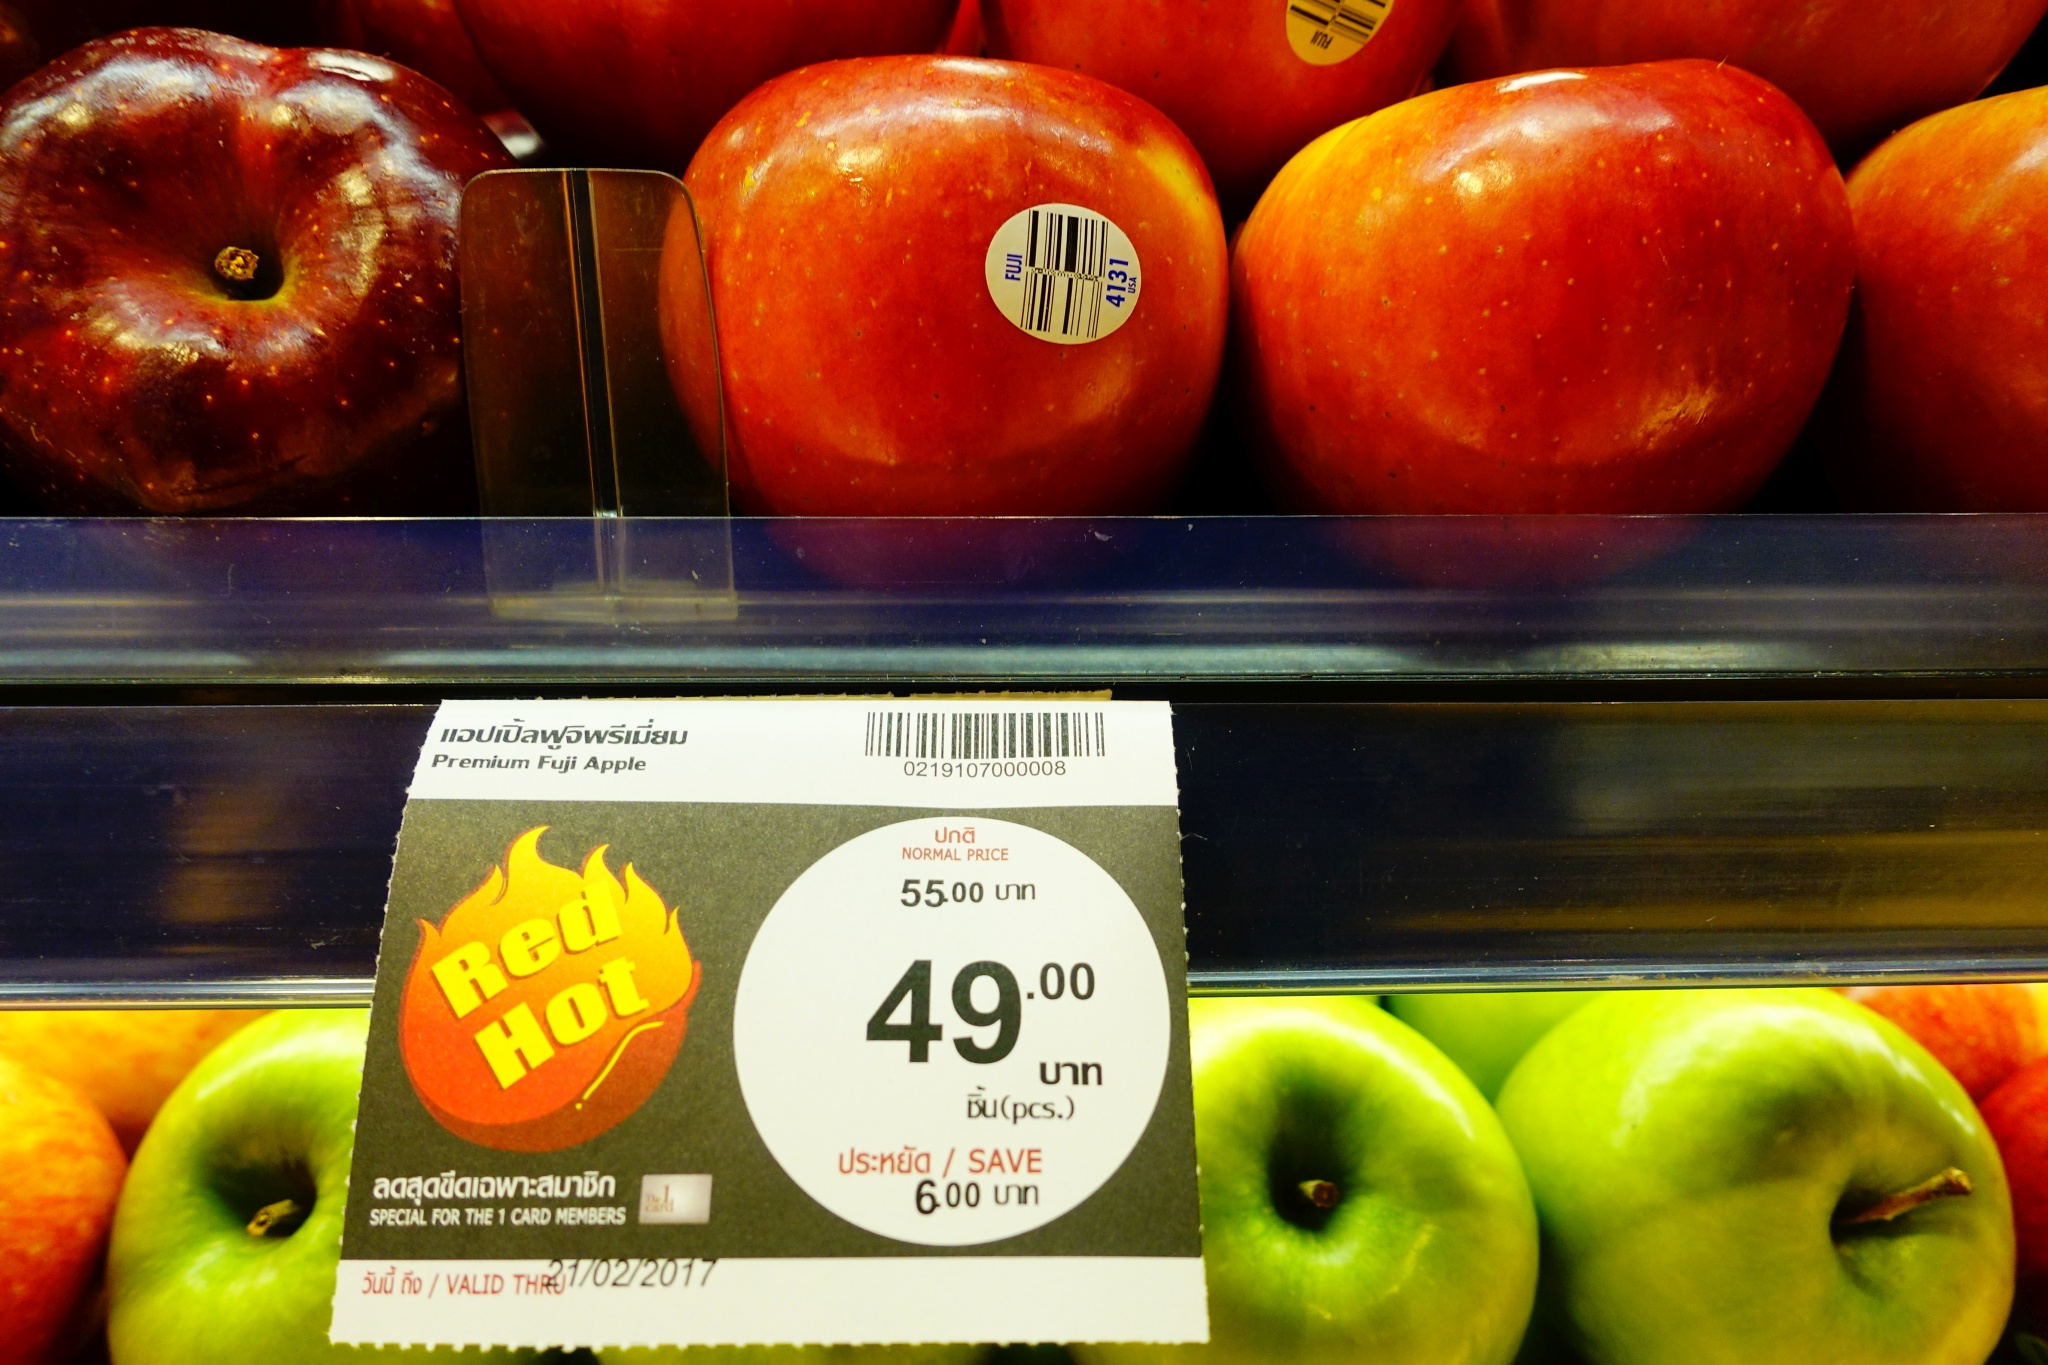 FUJI
FUJI
4131
USA
แอปเปิ้ลฟูจิพรีเมี่ยม
Premium Fuji Apple
0219107000008
ปกติ
NORMAL PRICE
55.00 บาท
Red
Hot
49.00
บาท
ชิ้น(pcs.)
ประหยัด / SAVE
6.00 บาท
ลดสุดขีดเฉพาะสมาชิก
SPECIAL FOR THE 1 CARD MEMBERS
The 1 card
วันนี้ ถึง / VALID THRU 21/02/2017